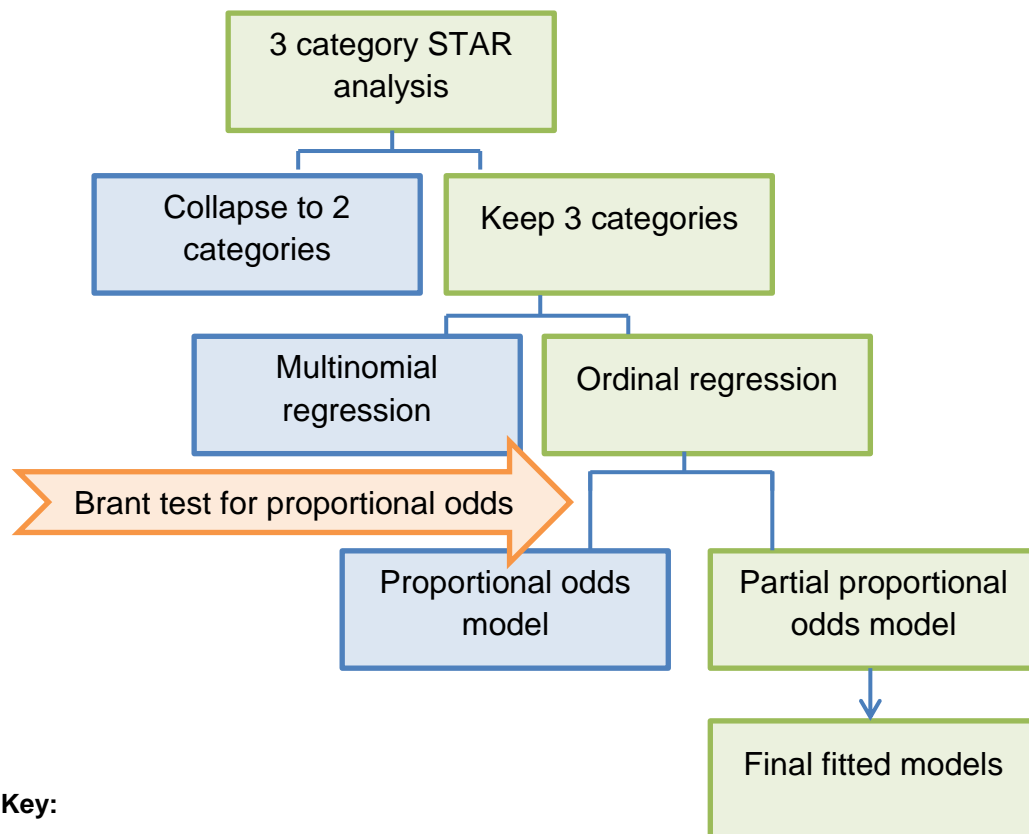 3 category STAR
analysis
Collapse to 2
categories
Keep 3 categories
Multinomial
regression
Ordinal regression
Brant test for proportional odds
Proportional odds
model
Partial proportional
odds model
Final fitted models
Key: